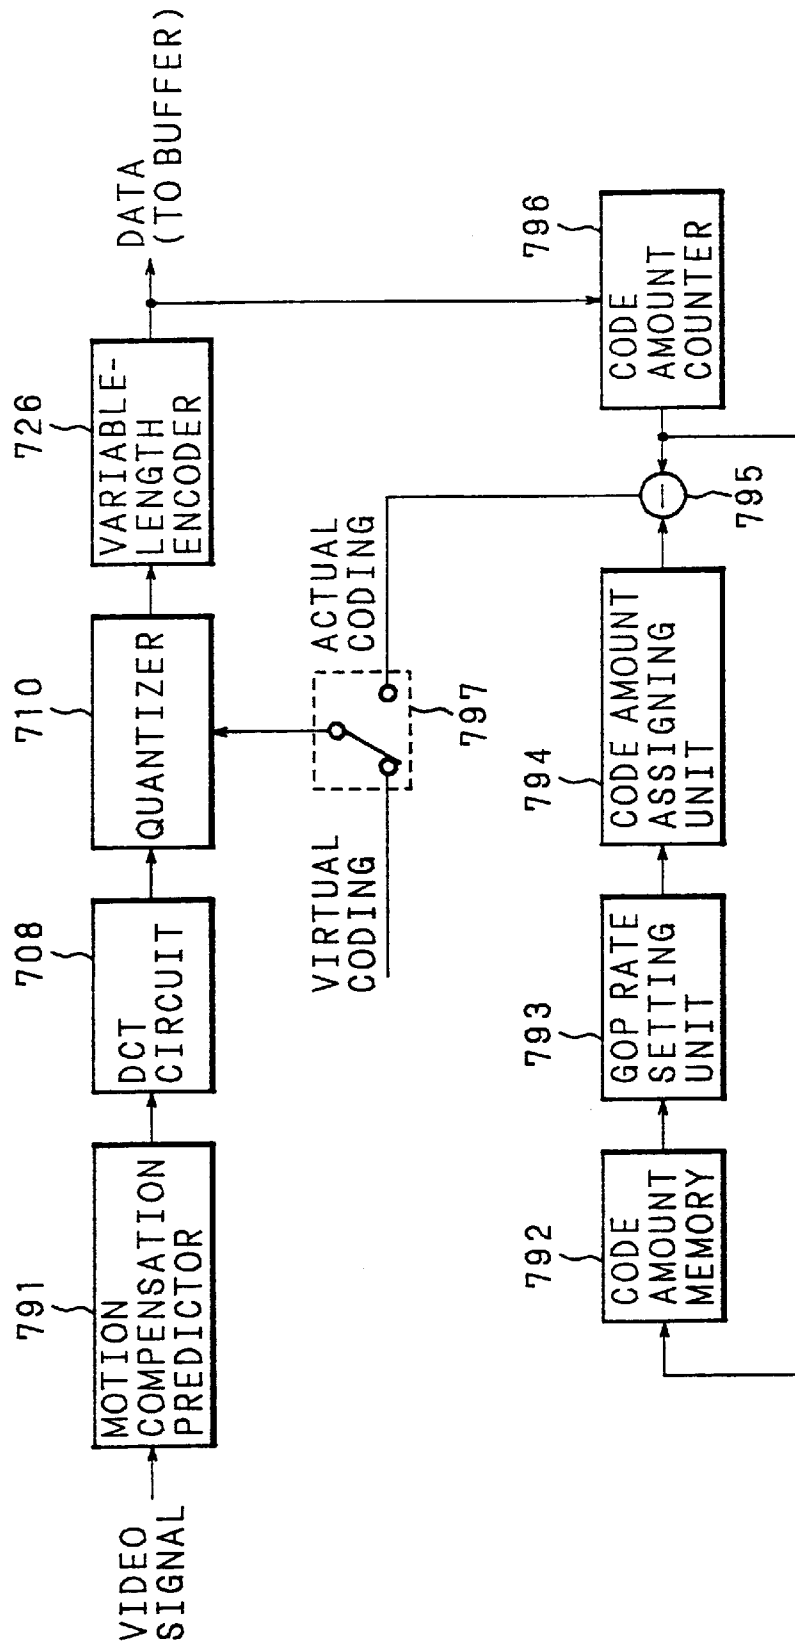 VIDEO
SIGNAL
791
MOTION
COMPENSATION
PREDICTOR
708
DCT
CIRCUIT
710
QUANTIZER
726
VARIABLE-
LENGTH
ENCODER
DATA
(TO BUFFER)
VIRTUAL
CODING
797
ACTUAL
CODING
792
CODE
AMOUNT
MEMORY
793
GOP RATE
SETTING
UNIT
794
CODE AMOUNT
ASSIGNING
UNIT
795
796
CODE
AMOUNT
COUNTER